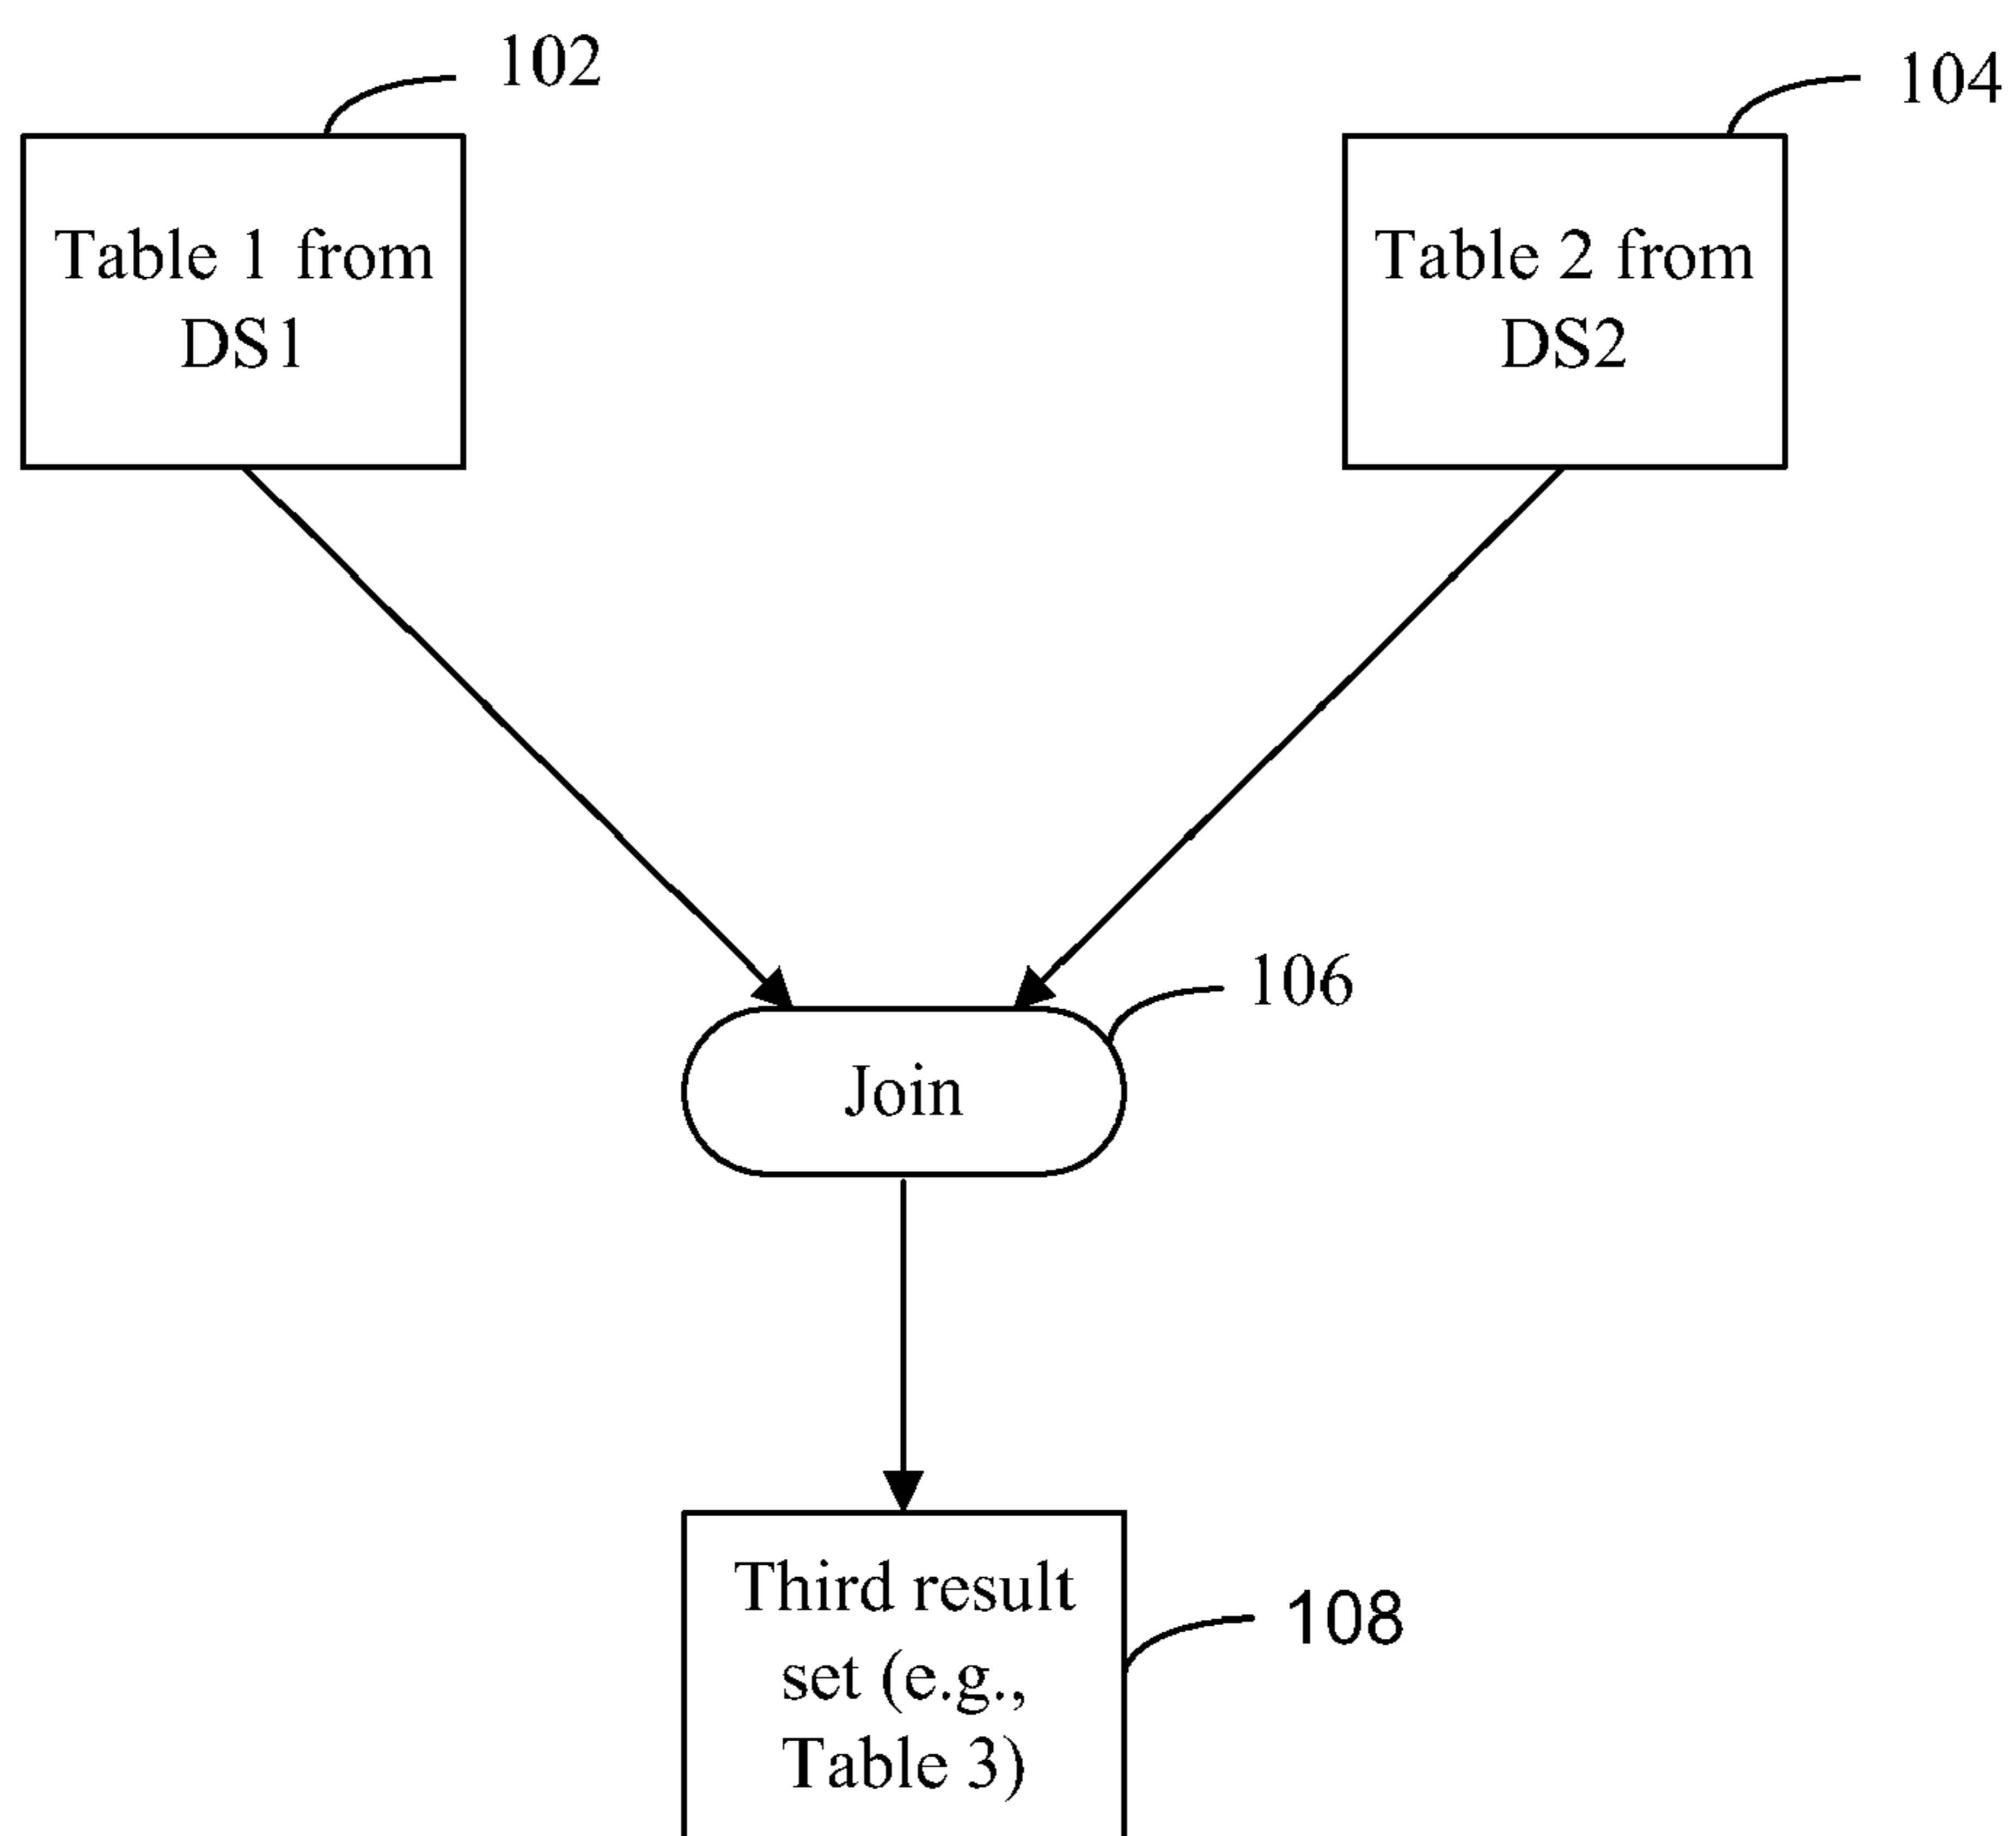 102
104
Table 1 from
DS1
Table 2 from
DS2
106
Join
Third result
set (e.g.,
Table 3)
108